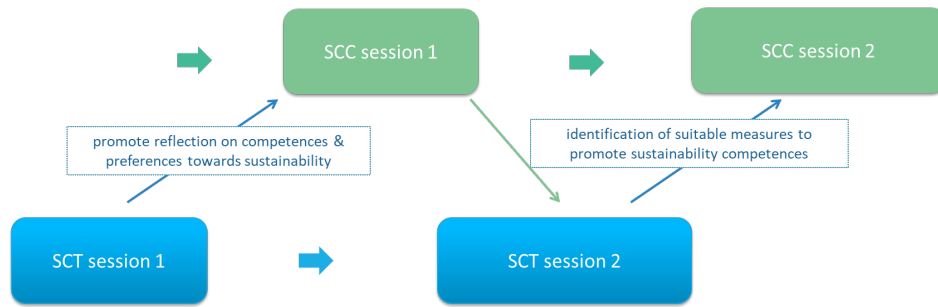 SCC session 1
SCC session 2
promote reflection on competences &
preferences towards sustainability
identification of suitable measures to
promote sustainability competences
SCT session 1
SCT session 2